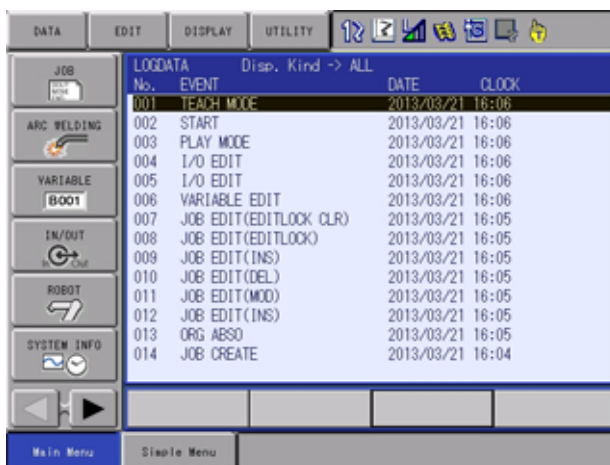 DATA EDIT DISPLAY UTILITY
JOB
ARC WELDING
VARIABLE
B001
IN/OUT
In Out
ROBOT
SYSTEM INFO
LOGDATA Disp. Kind -> ALL
No. EVENT DATE CLOCK
001 TEACH MODE 2013/03/21 16:06
002 START 2013/03/21 16:06
003 PLAY MODE 2013/03/21 16:06
004 I/O EDIT 2013/03/21 16:06
005 I/O EDIT 2013/03/21 16:06
006 VARIABLE EDIT 2013/03/21 16:06
007 JOB EDIT(EDITLOCK CLR) 2013/03/21 16:05
008 JOB EDIT(EDITLOCK) 2013/03/21 16:05
009 JOB EDIT(INS) 2013/03/21 16:05
010 JOB EDIT(DEL) 2013/03/21 16:05
011 JOB EDIT(MOD) 2013/03/21 16:05
012 JOB EDIT(INS) 2013/03/21 16:05
013 ORG ABSO 2013/03/21 16:05
014 JOB CREATE 2013/03/21 16:04
Main Menu Simple Menu